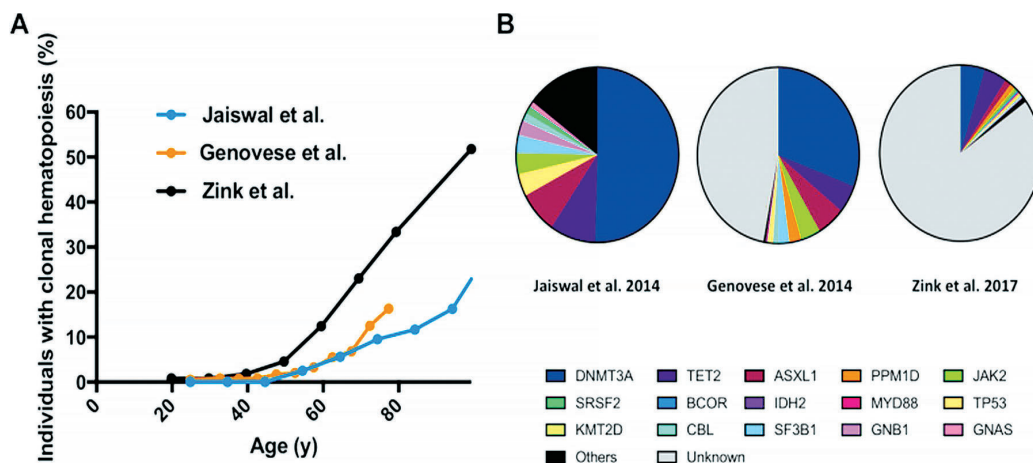 A
Individuals with clonal hematopoiesis (%)
60
50
40
30
20
10
0
Jaiswal et al.
Genovese et al.
Zink et al.
0
20
40
60
80
Age (y)
B
Jaiswal et al. 2014
Genovese et al. 2014
Zink et al. 2017
DNMT3A TET2 ASXL1 PPM1D JAK2
SRSF2 BCOR IDH2 MYD88 TP53
KMT2D CBL SF3B1 GNB1 GNAS
Others Unknown